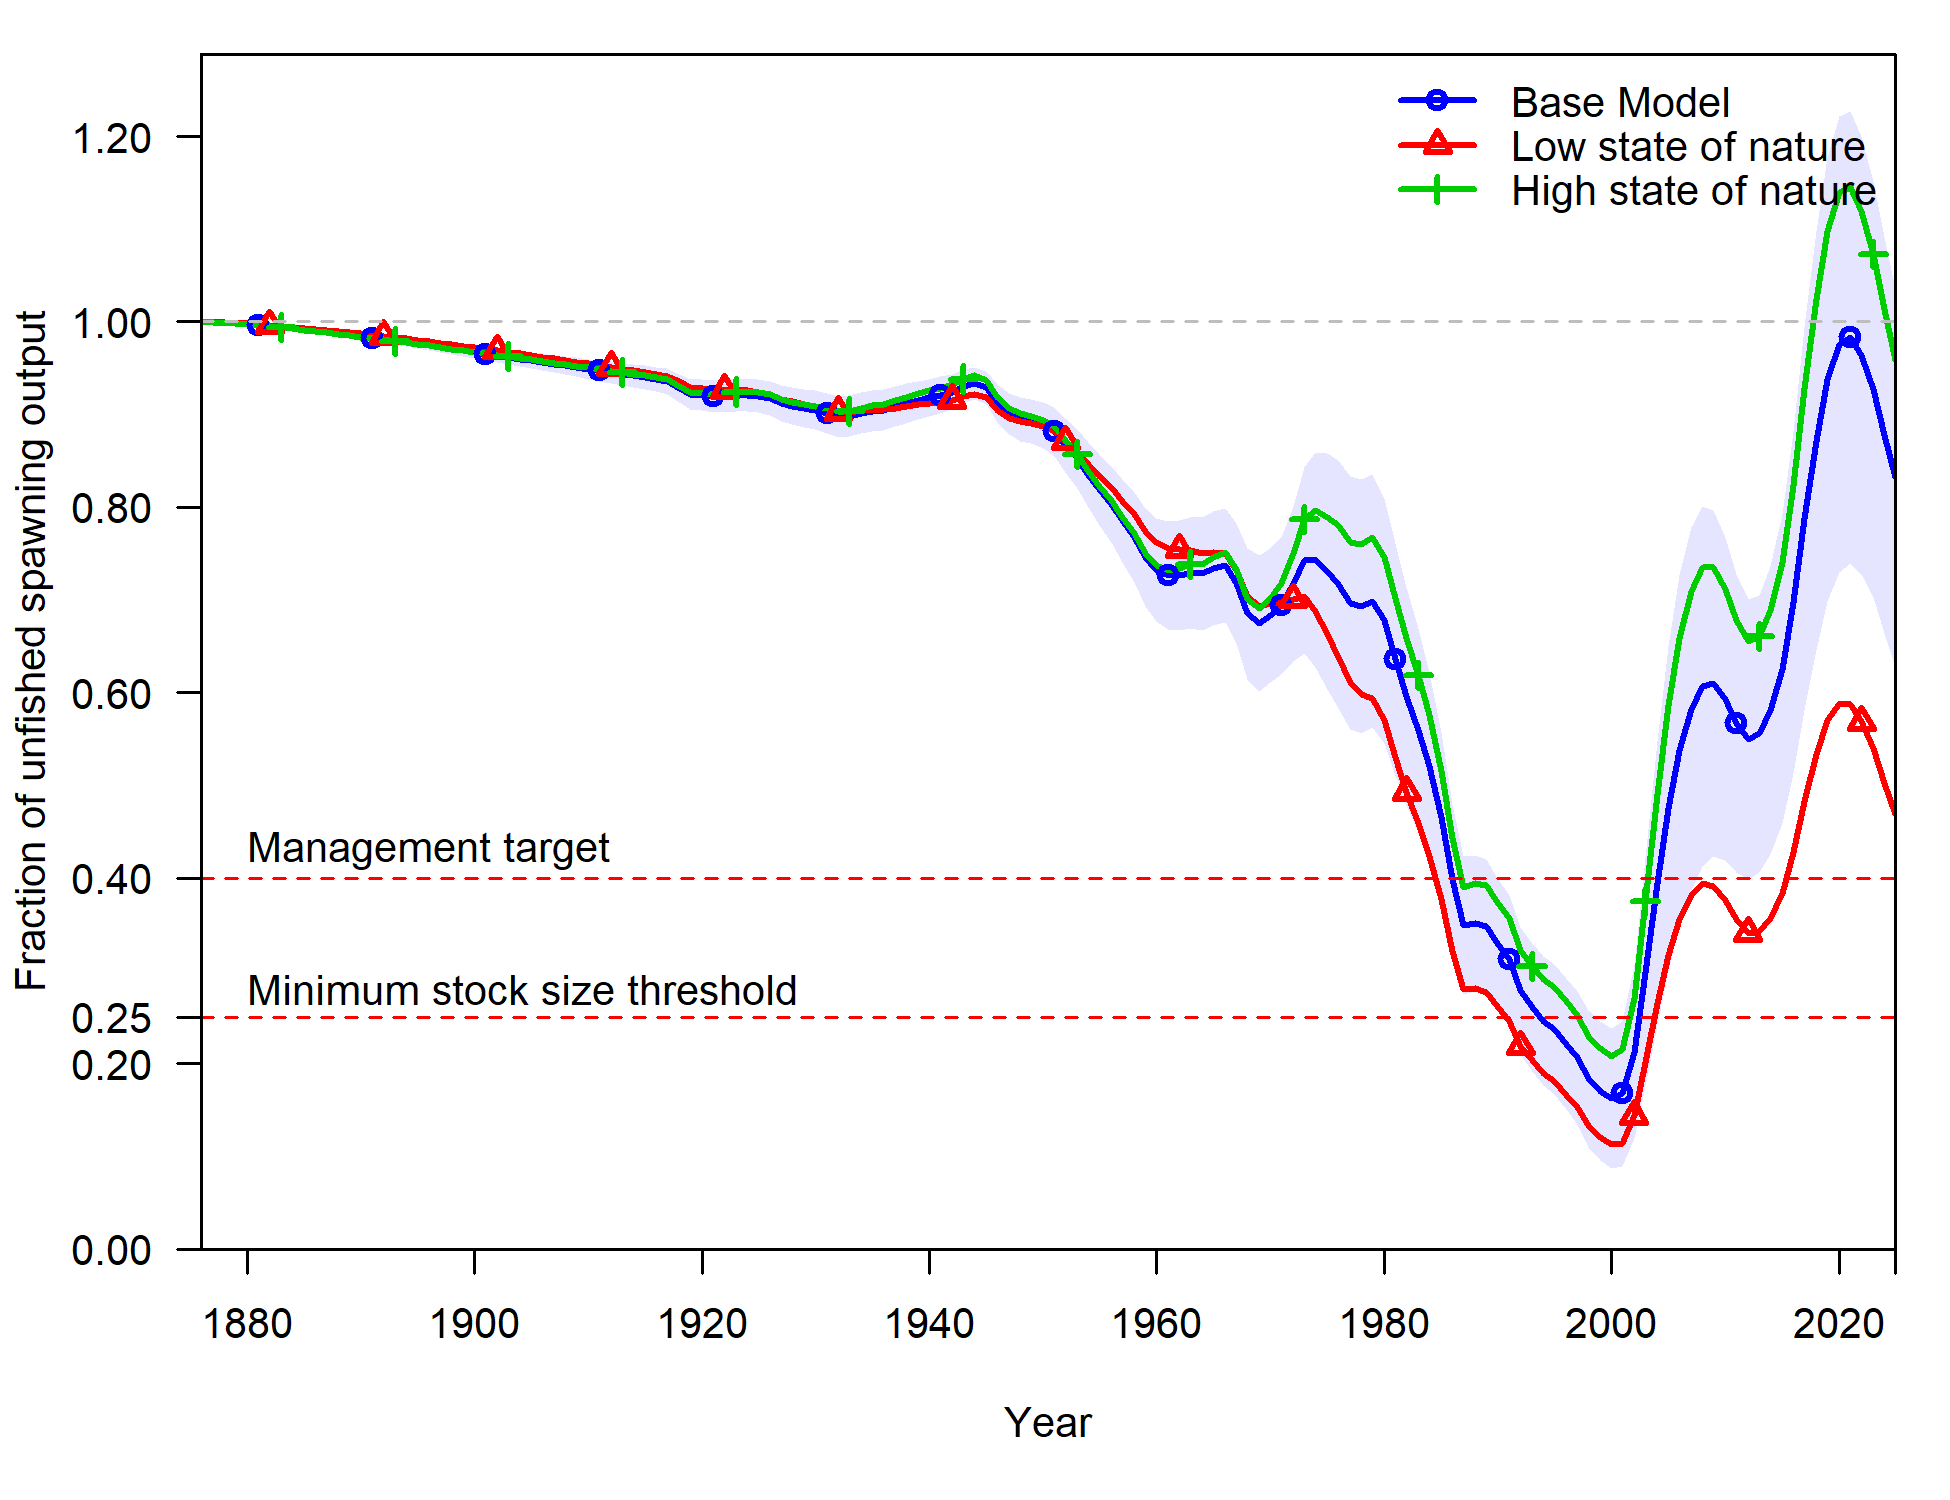 Base Model
Low state of nature
High state of nature
Fraction of unfished spawning output
1.20
1.00
0.80
0.60
0.40
0.25
0.20
0.00
Management target
Minimum stock size threshold
1880 1900 1920 1940 1960 1980 2000 2020
Year